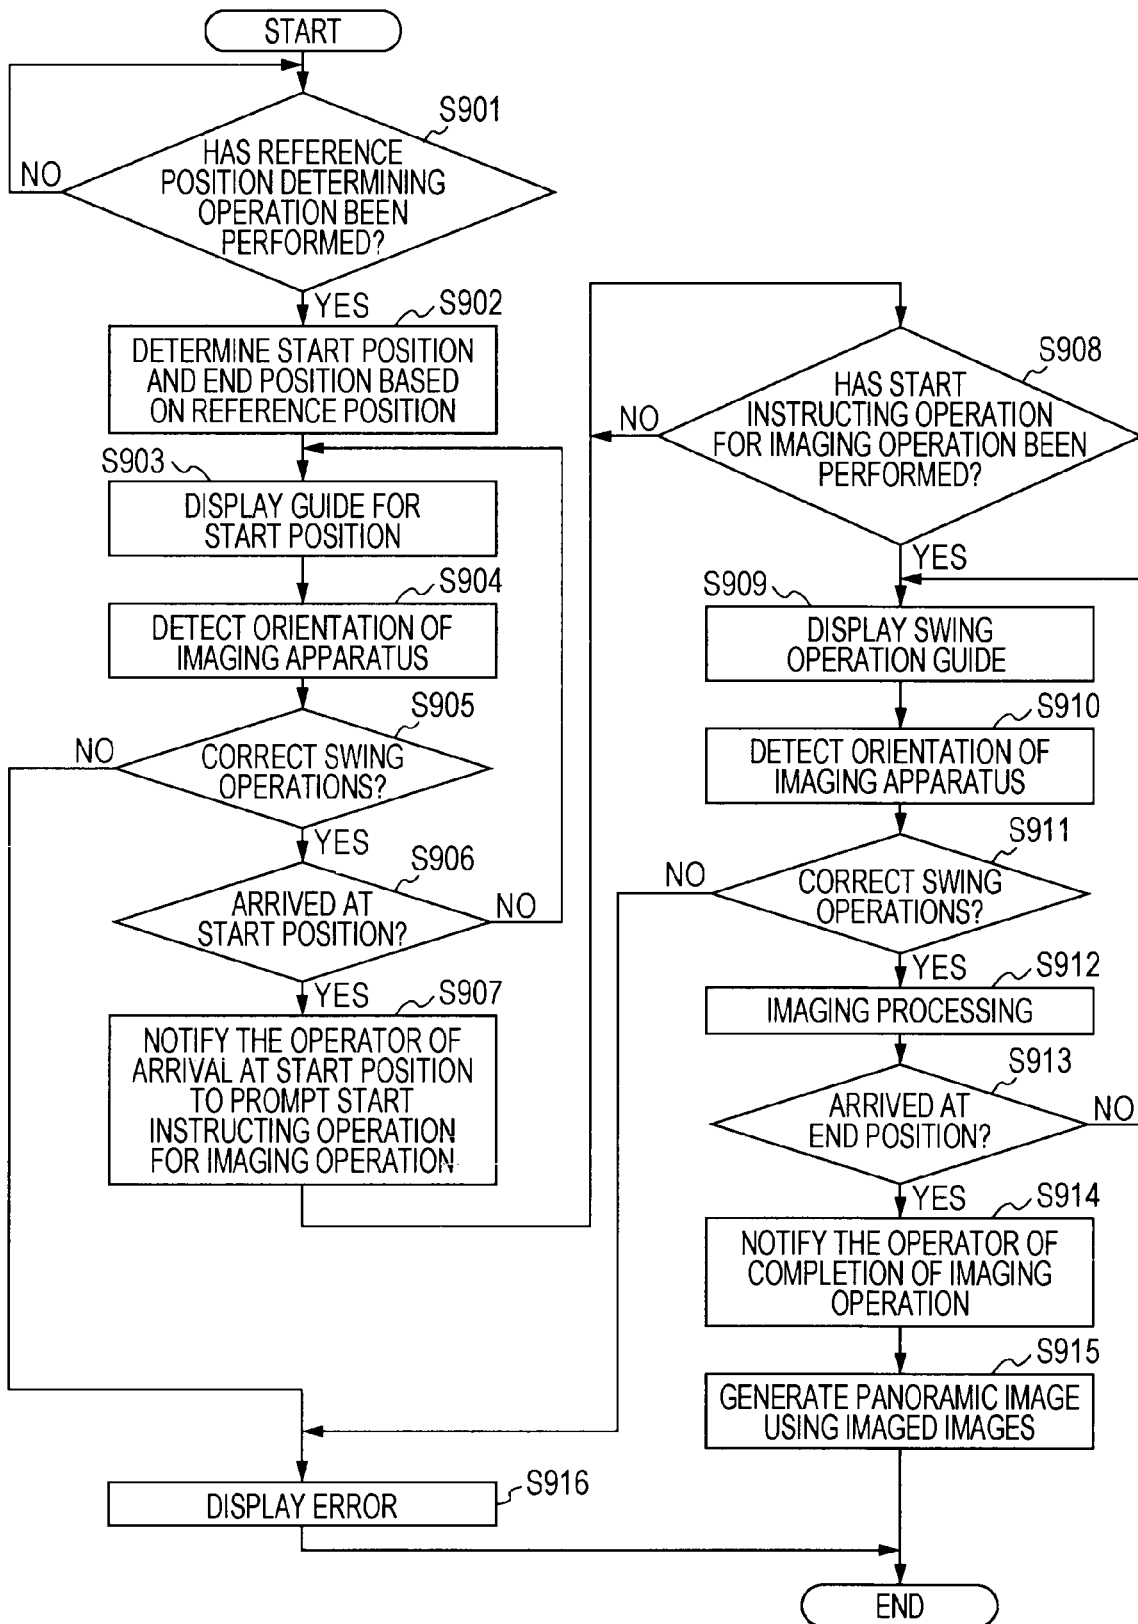 START
S901
HAS REFERENCE
POSITION DETERMINING
OPERATION BEEN
PERFORMED?
NO
YES
S902
DETERMINE START POSITION
AND END POSITION BASED
ON REFERENCE POSITION
S903
DISPLAY GUIDE FOR
START POSITION
S904
DETECT ORIENTATION OF
IMAGING APPARATUS
S905
NO
CORRECT SWING
OPERATIONS?
YES
S906
ARRIVED AT
START POSITION?
NO
YES
S907
NOTIFY THE OPERATOR OF
ARRIVAL AT START POSITION
TO PROMPT START
INSTRUCTING OPERATION
FOR IMAGING OPERATION
S908
HAS START
INSTRUCTING OPERATION
FOR IMAGING OPERATION BEEN
PERFORMED?
NO
YES
S909
DISPLAY SWING
OPERATION GUIDE
S910
DETECT ORIENTATION OF
IMAGING APPARATUS
S911
NO
CORRECT SWING
OPERATIONS?
YES
S912
IMAGING PROCESSING
S913
ARRIVED AT
END POSITION?
NO
YES
S914
NOTIFY THE OPERATOR OF
COMPLETION OF IMAGING
OPERATION
S915
GENERATE PANORAMIC IMAGE
USING IMAGED IMAGES
DISPLAY ERROR
S916
END